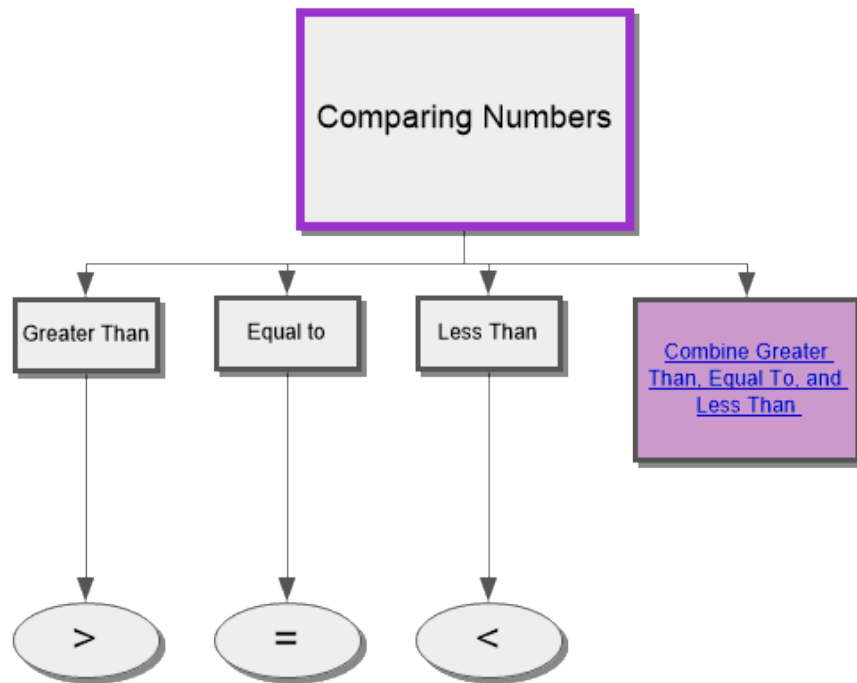 Comparing Numbers
Greater Than
Equal to
Less Than
Combine Greater
Than, Equal To, and
Less Than
>
=
<